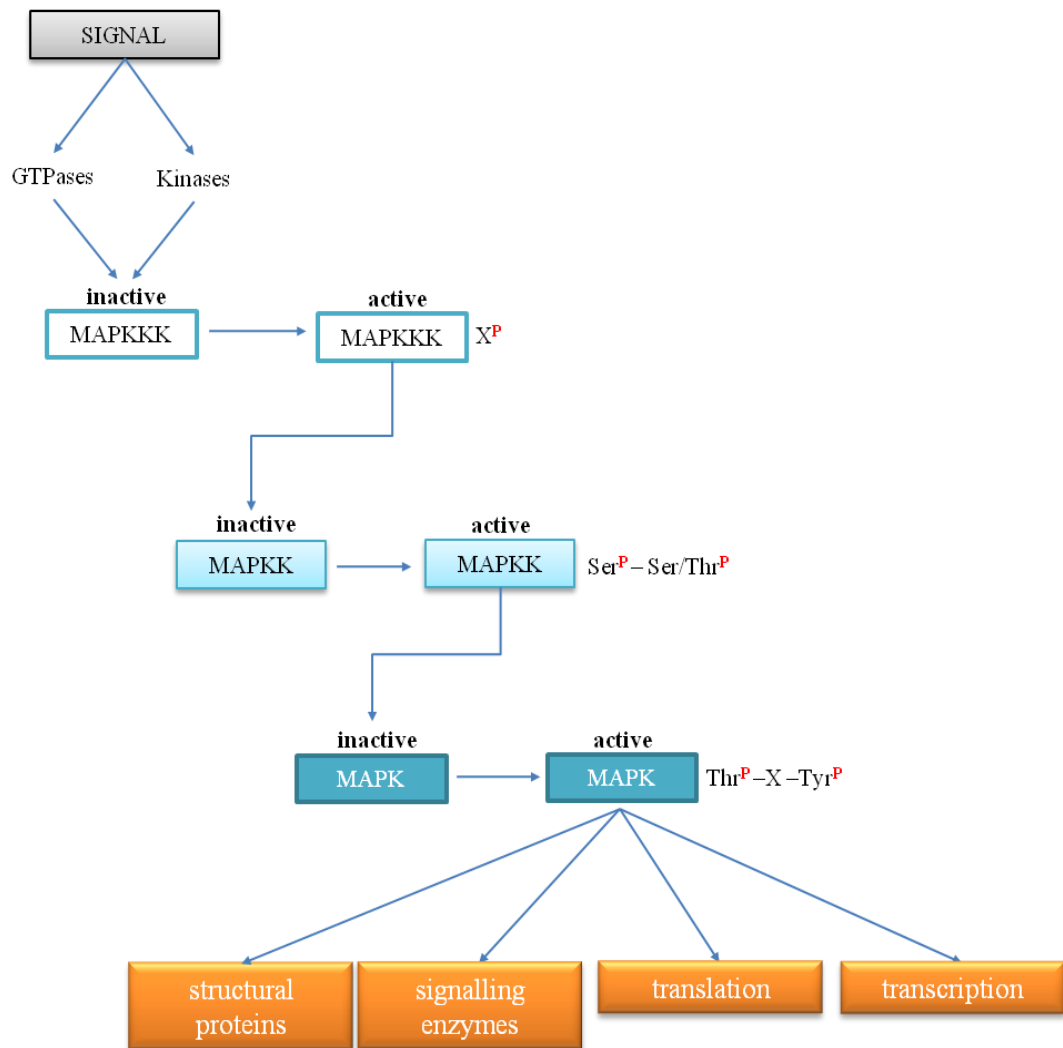 SIGNAL
GTPases
Kinases
inactive
active
MAPKKK
MAPKKK
Xᴾ
inactive
active
MAPKK
MAPKK
Serᴾ – Ser/Thrᴾ
inactive
active
MAPK
MAPK
Thrᴾ –X –Tyrᴾ
structural
proteins
signalling
enzymes
translation
transcription